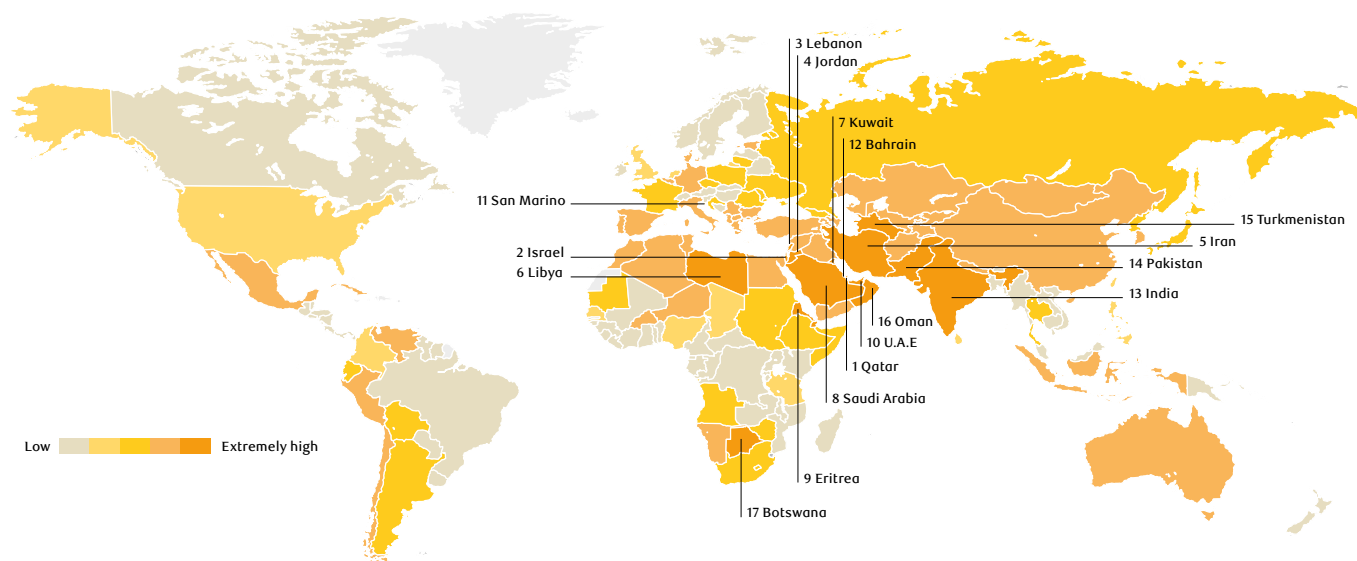 3 Lebanon
4 Jordan
7 Kuwait
12 Bahrain
11 San Marino
15 Turkmenistan
5 Iran
2 Israel
14 Pakistan
6 Libya
13 India
16 Oman
10 U.A.E
1 Qatar
8 Saudi Arabia
Low
Extremely high
9 Eritrea
17 Botswana